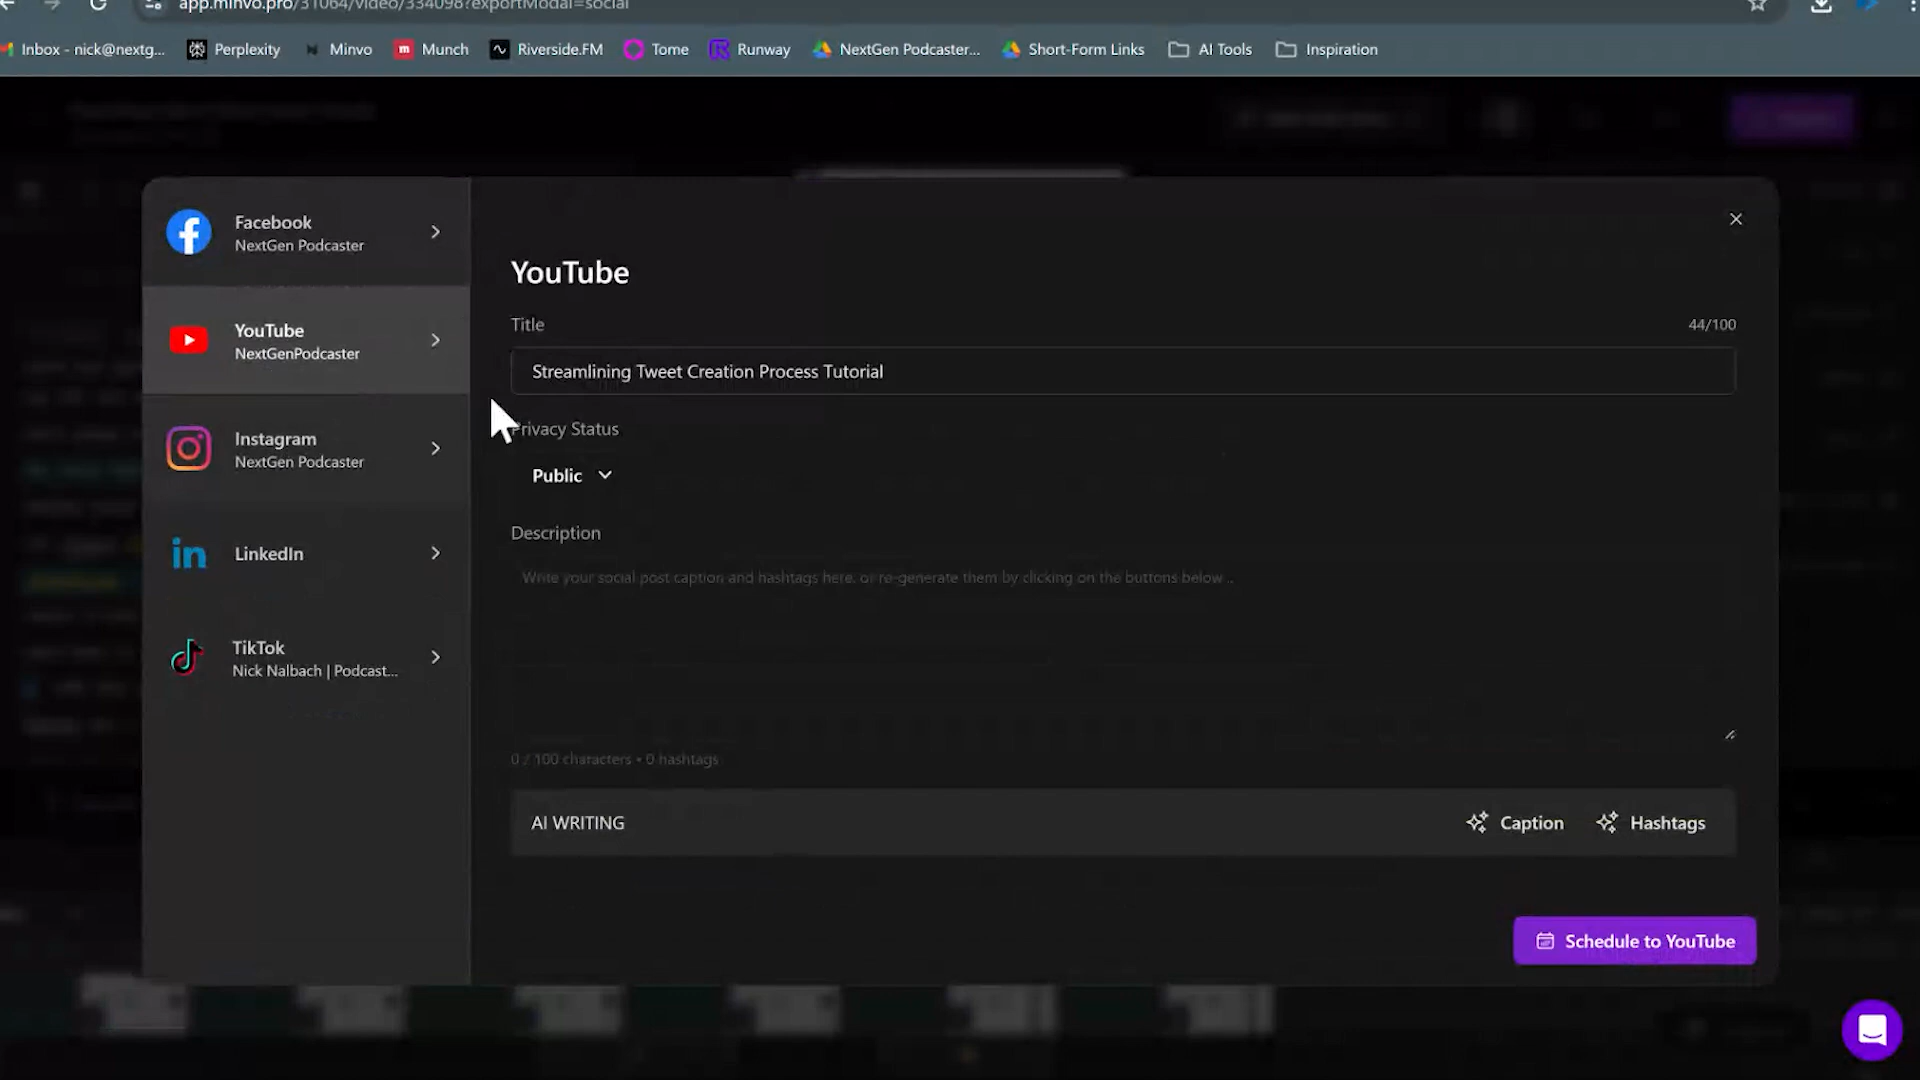 app.minvo.pro/31064/video/334098?exportModal=social
Inbox - nick@nextg... Perplexity Minvo Munch Riverside.FM Tome Runway NextGen Podcaster... Short-Form Links AI Tools Inspiration
Facebook
NextGen Podcaster
YouTube
NextGenPodcaster
Instagram
NextGen Podcaster
LinkedIn
TikTok
Nick Nalbach | Podcast...
YouTube
Title 44/100
Streamlining Tweet Creation Process Tutorial
Privacy Status
Public
Description
Write your social post caption and hashtags here, or re-generate them by clicking on the buttons below ..
0 / 100 characters • 0 hashtags
AI WRITING Caption Hashtags
Schedule to YouTube